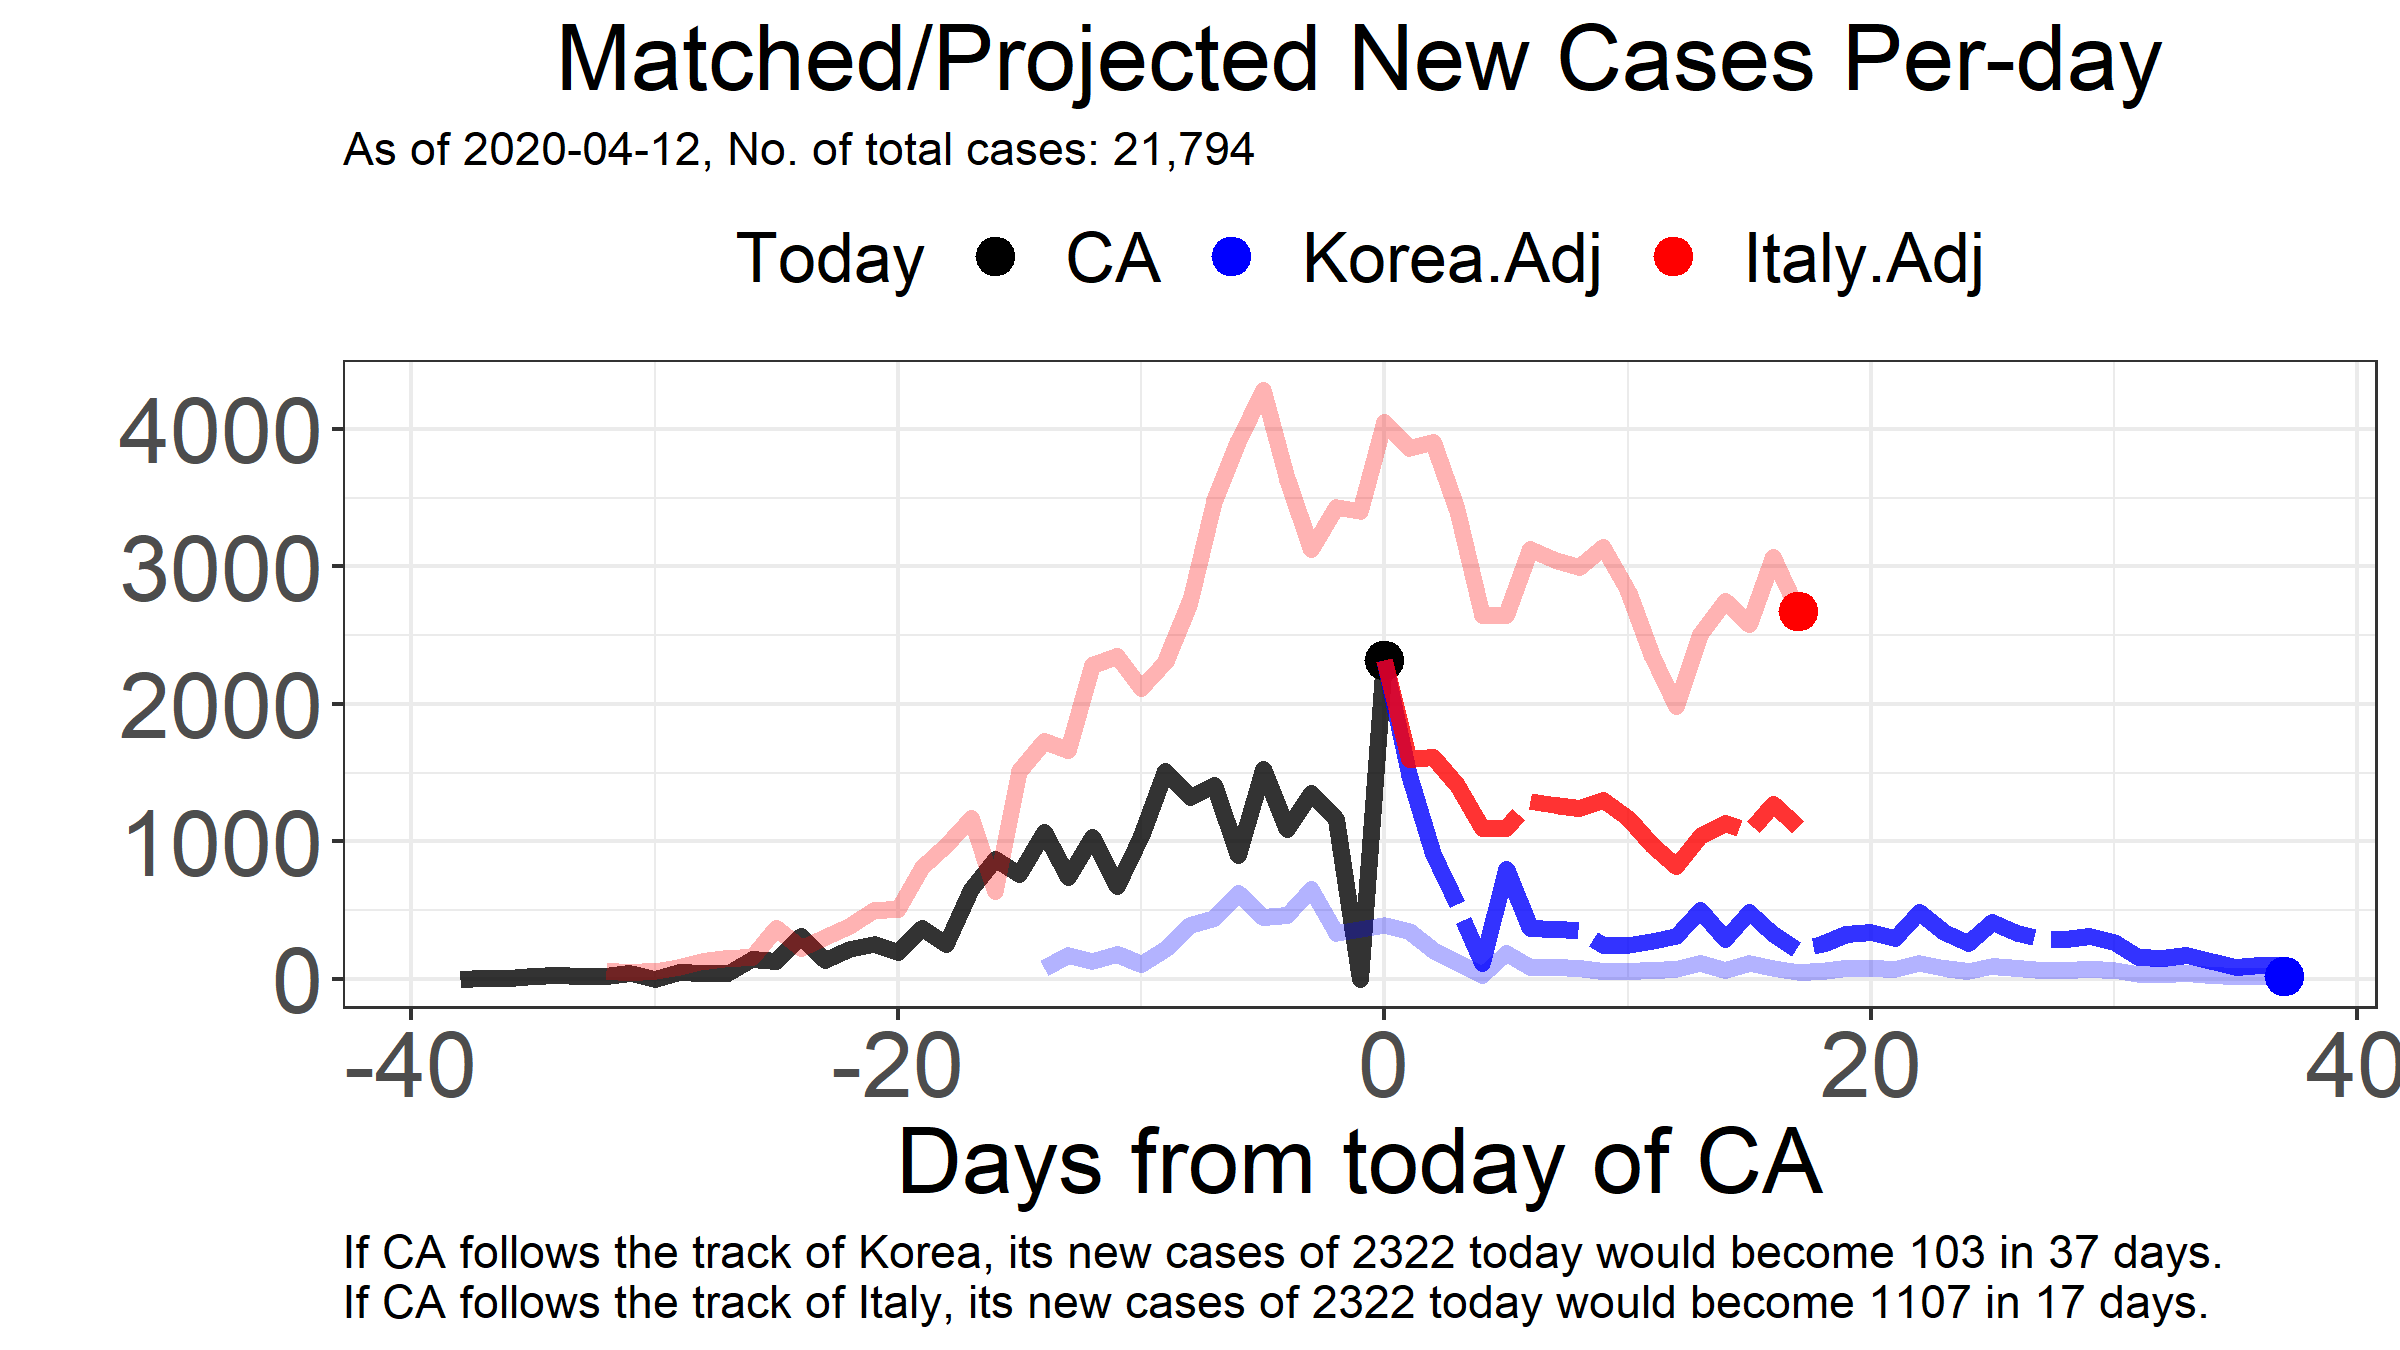 Matched/Projected New Cases Per-day
As of 2020-04-12, No. of total cases: 21,794
Today CA Korea.Adj Italy.Adj
4000
3000
2000
1000
0
-40 -20 0 20 40
Days from today of CA
If CA follows the track of Korea, its new cases of 2322 today would become 103 in 37 days.
If CA follows the track of Italy, its new cases of 2322 today would become 1107 in 17 days.